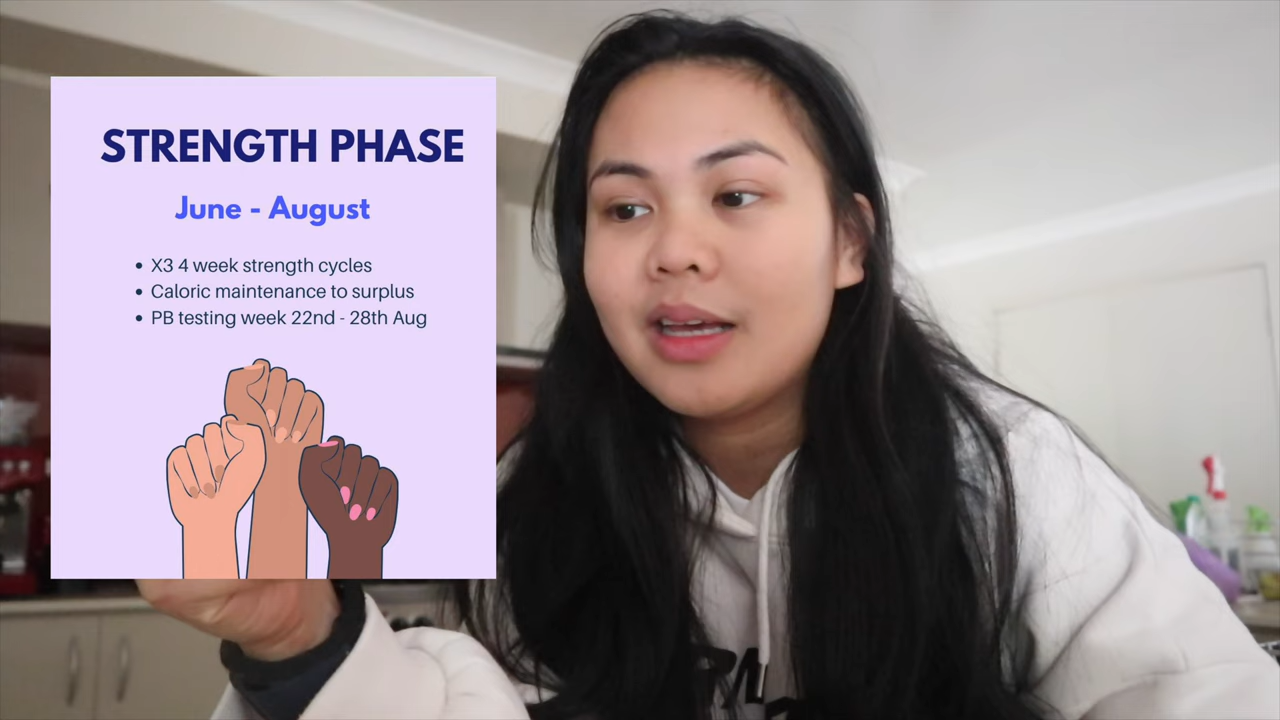 STRENGTH PHASE
June - August
• X3 4 week strength cycles
• Caloric maintenance to surplus
• PB testing week 22nd - 28th Aug